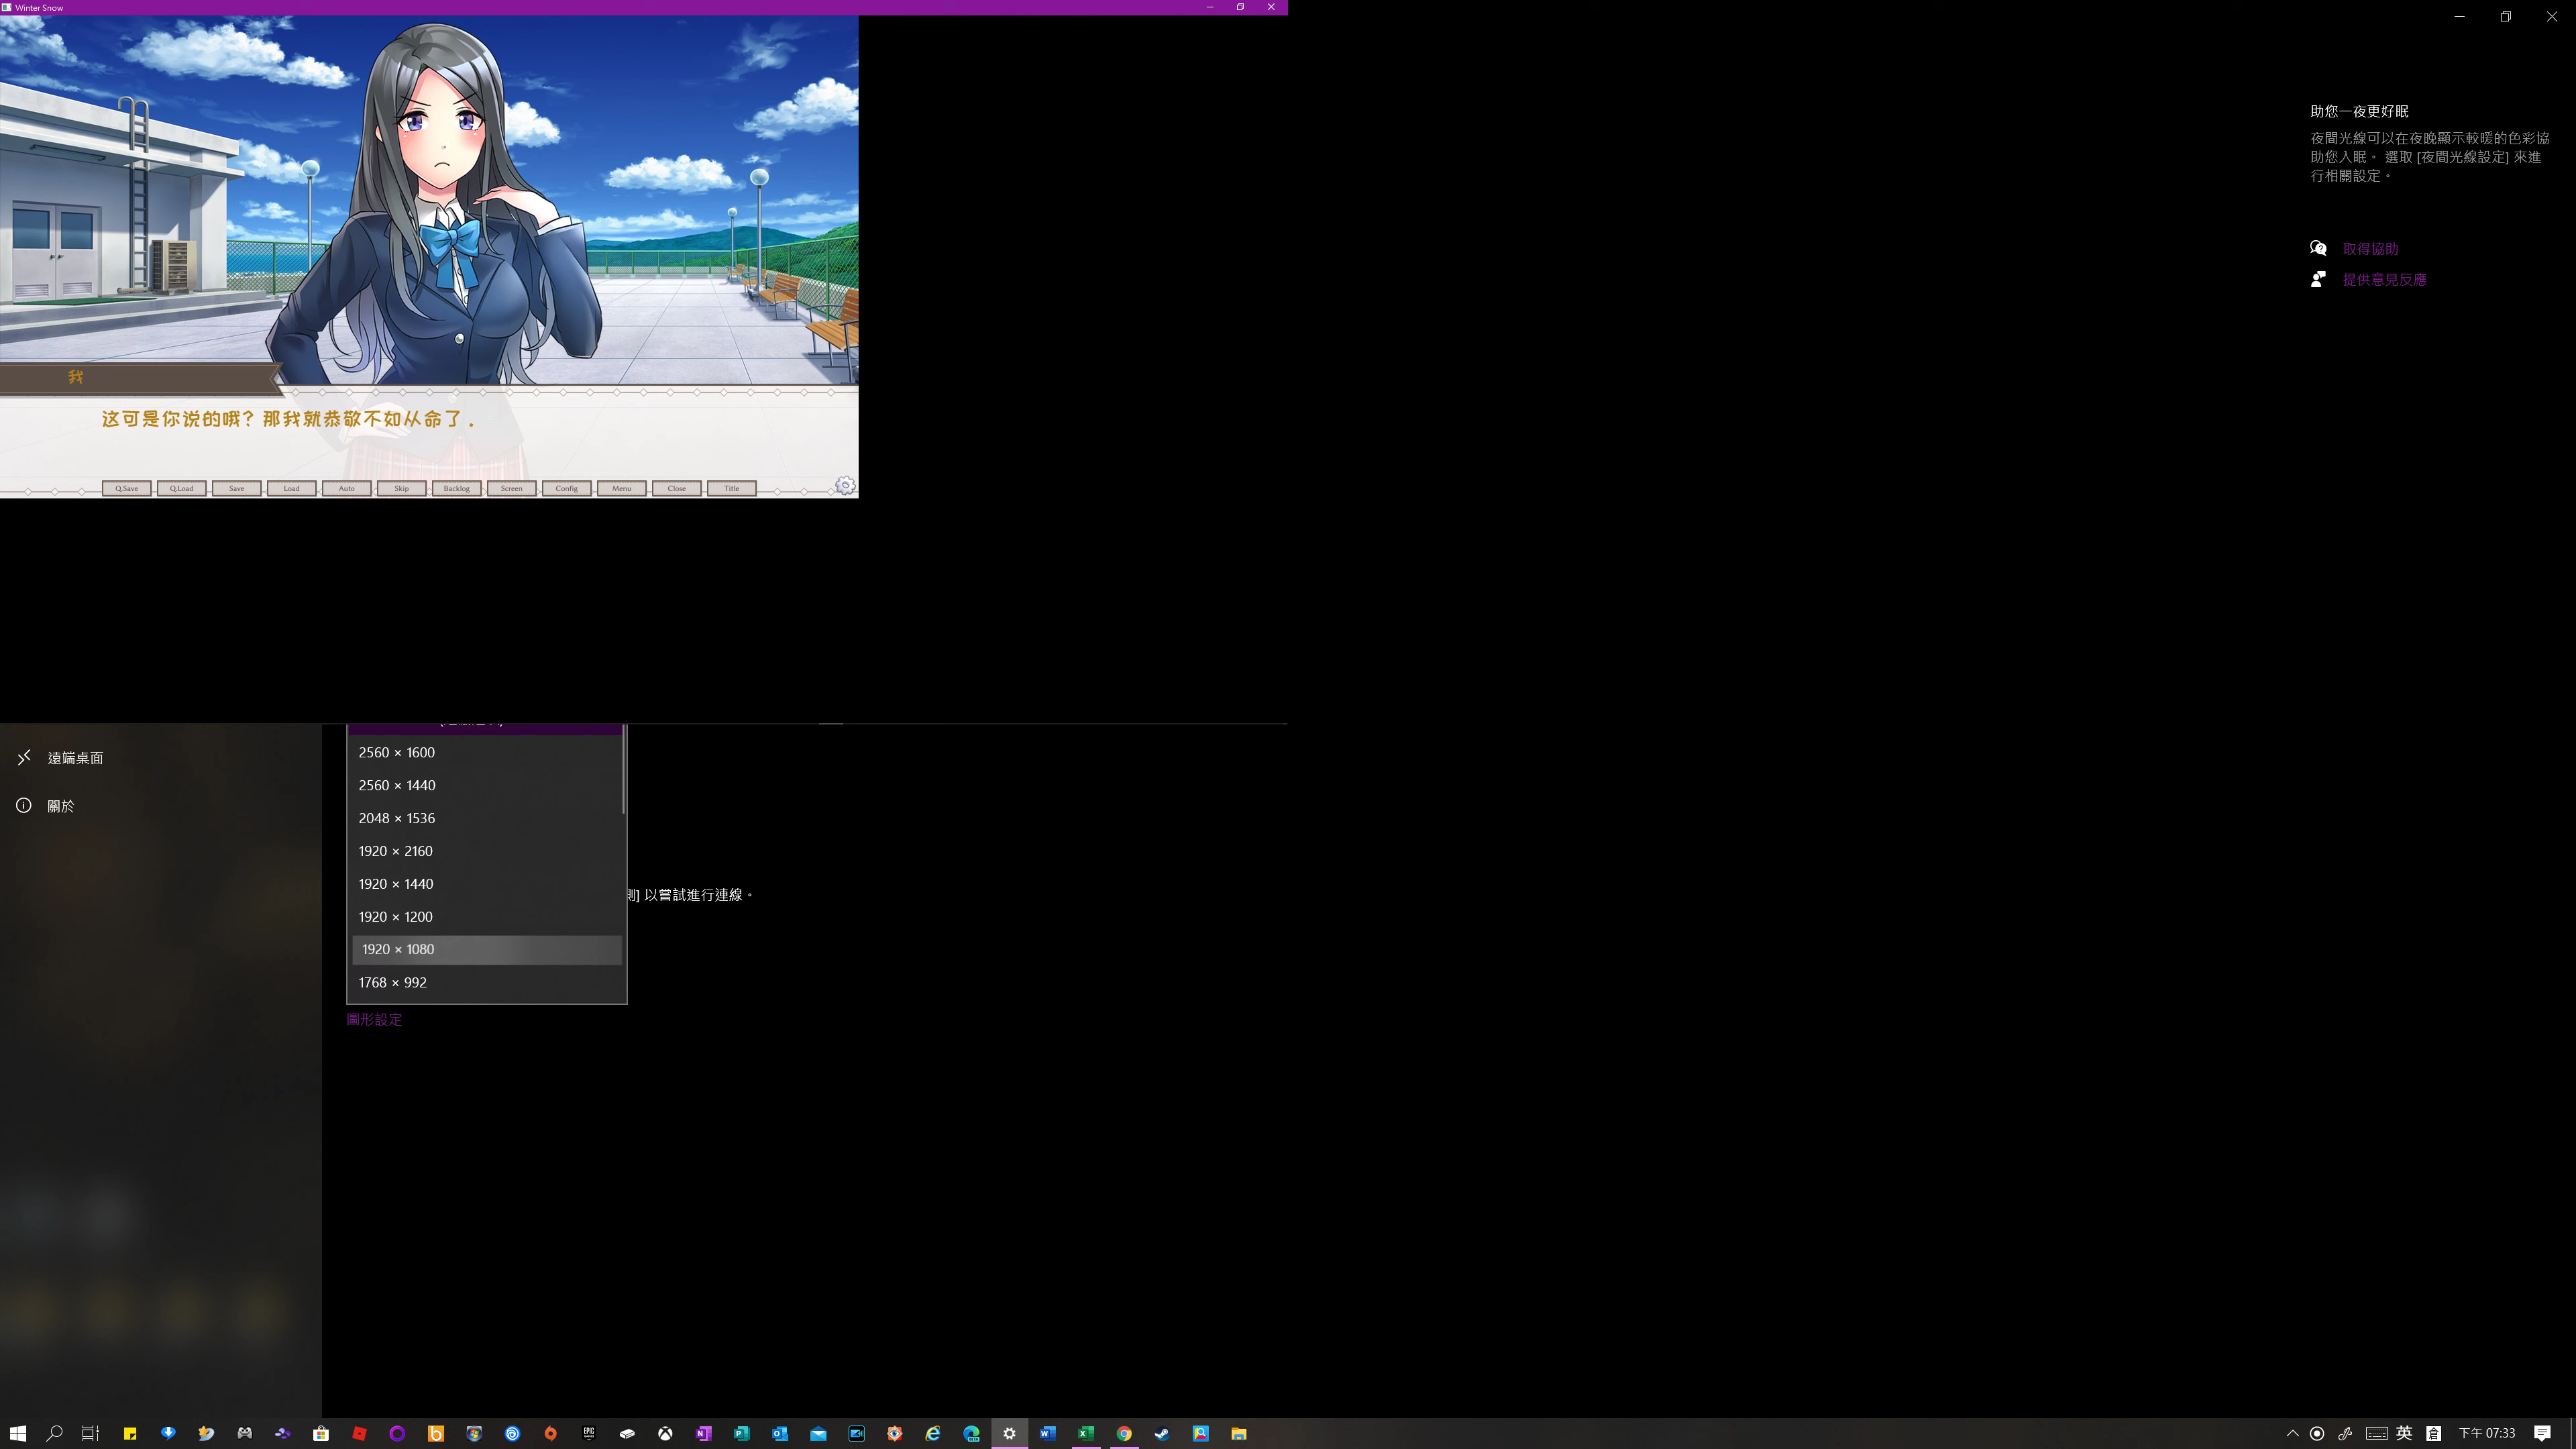 Winter Snow
我
这可是你说的哦？那我就恭敬不如从命了 .
Q.Save
Q.Load
Save
Load
Auto
Skip
Backlog
Screen
Config
Menu
Close
Title
助您一夜更好眠
夜間光線可以在夜晚顯示較暖的色彩協
助您入眠。 選取 [夜間光線設定] 來進
行相關設定。
取得協助
提供意見反應
遠端桌面
關於
2560 × 1600
2560 × 1440
2048 × 1536
1920 × 2160
1920 × 1440
1920 × 1200
1920 × 1080
1768 × 992
測] 以嘗試進行連線。
圖形設定
EPIC
英
倉
下午 07:33